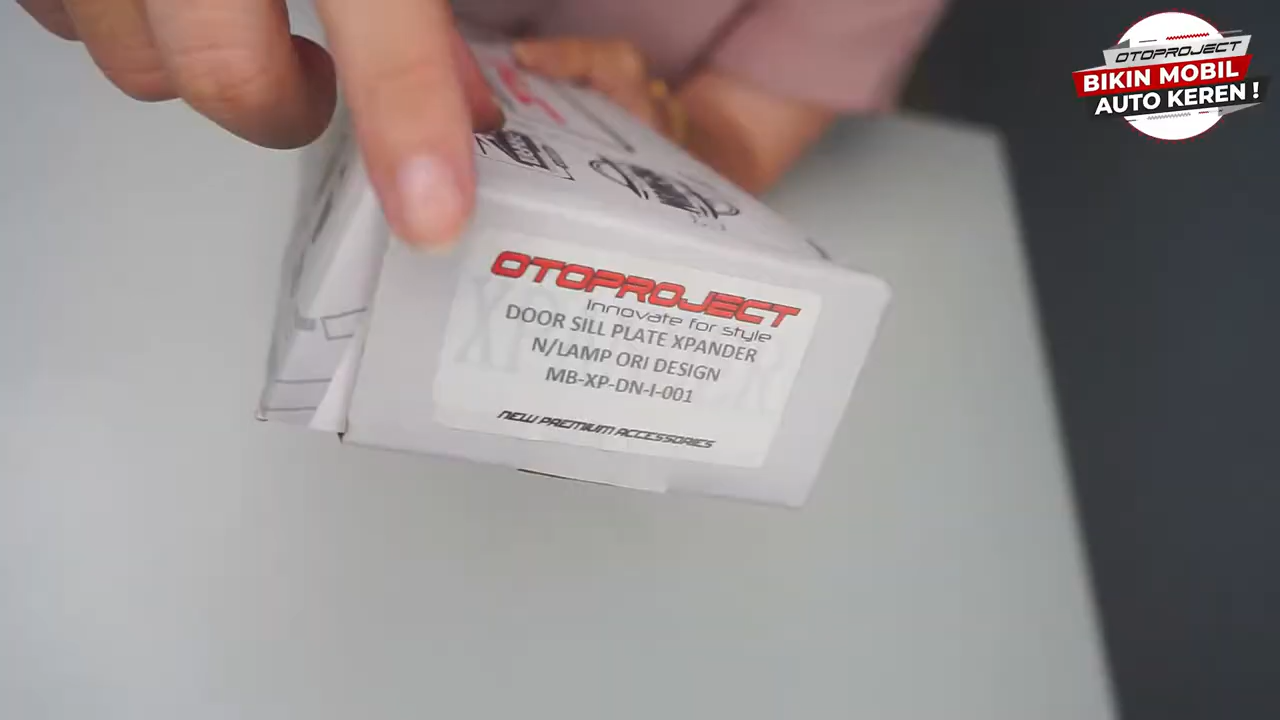 OTOPROJECT
BIKIN MOBIL
AUTO KEREN !
OTOPROJECT
Innovate for style
DOOR SILL PLATE XPANDER
N/LAMP ORI DESIGN
MB-XP-DN-I-001
NEW PREMIUM ACCESSORIES